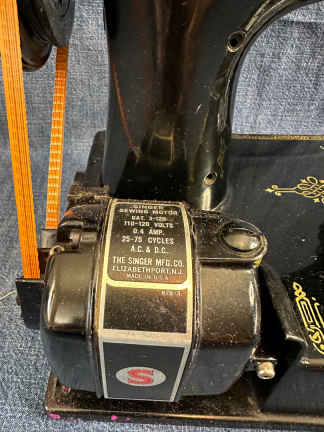 SINGER
SEWING MOTOR
CAT. 3-120
110-120 VOLTS
0.4 AMP.
25-75 CYCLES
A.C. & D.C.
THE SINGER MFG. CO.
ELIZABETHPORT, N.J.
MADE IN U.S.A.
S